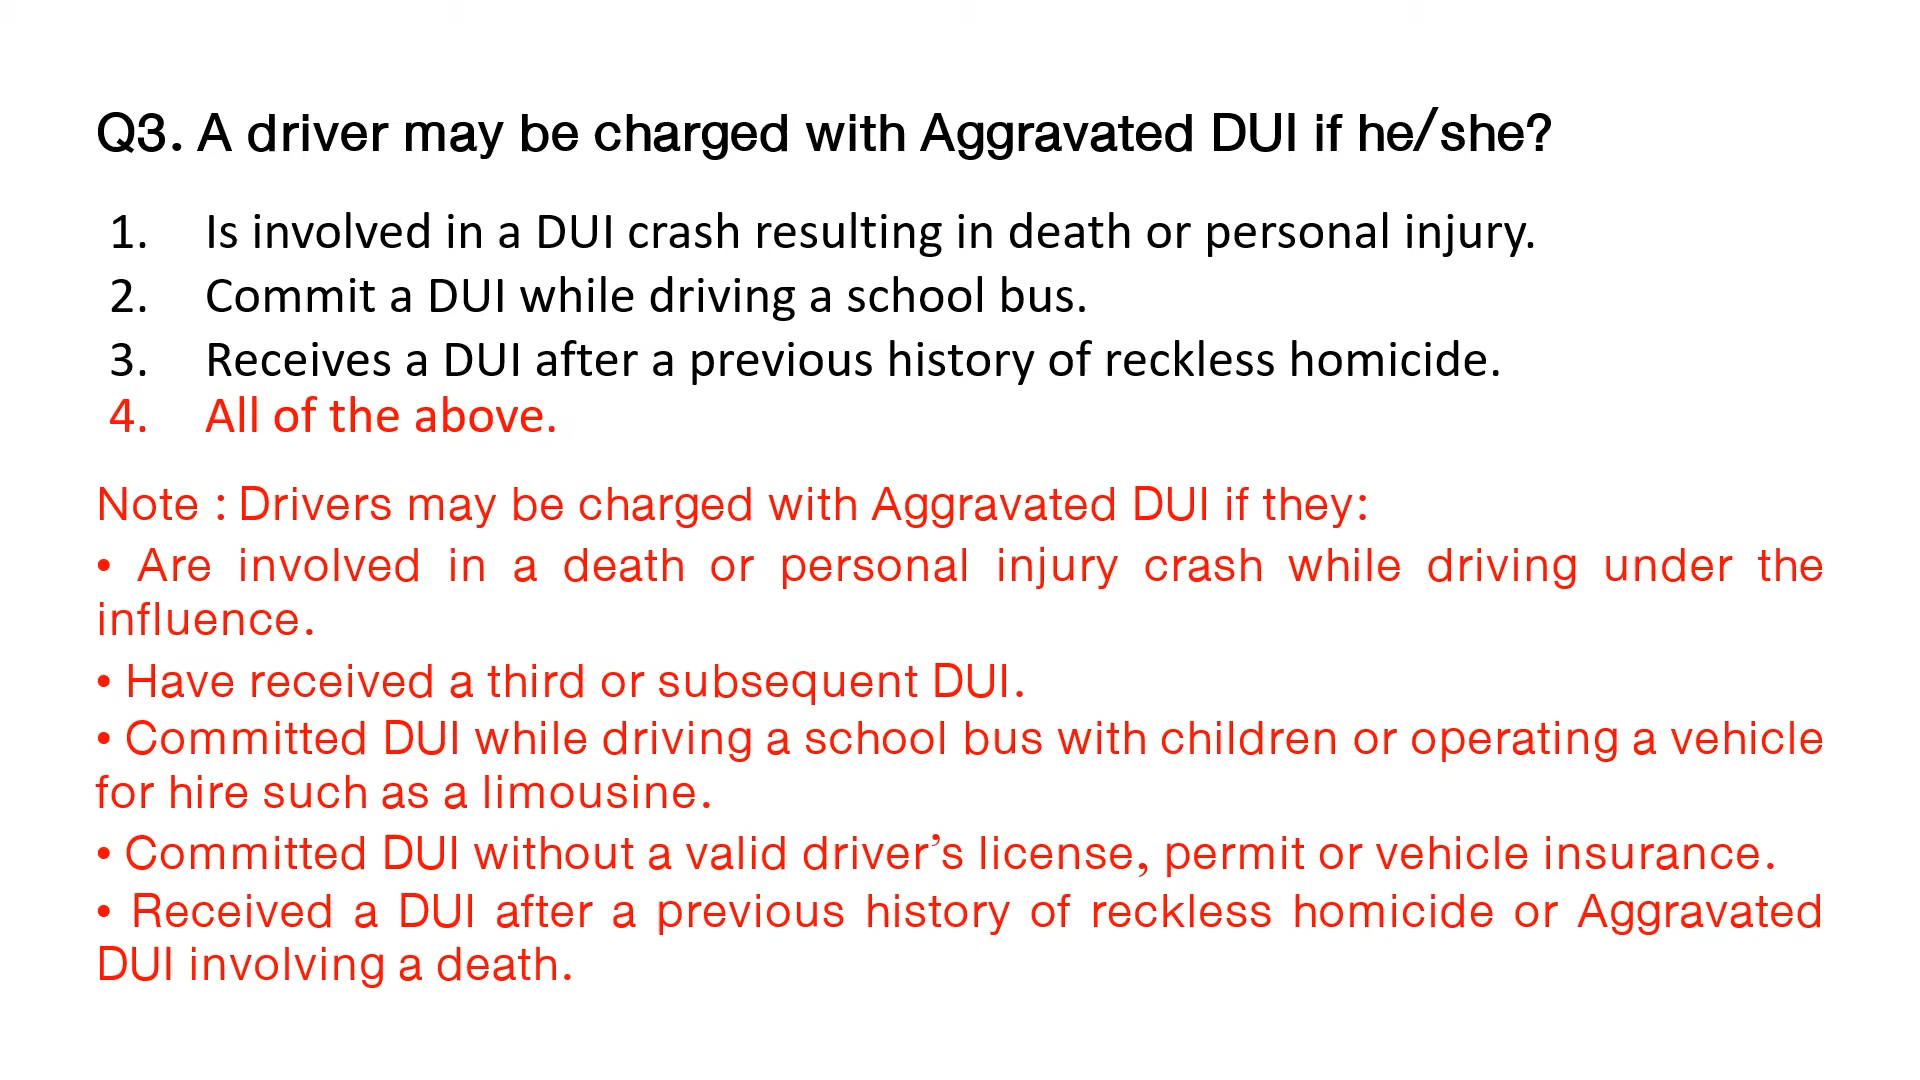 Q3. A driver may be charged with Aggravated DUI if he/she?
1. Is involved in a DUI crash resulting in death or personal injury.
2. Commit a DUI while driving a school bus.
3. Receives a DUI after a previous history of reckless homicide.
4. All of the above.
Note : Drivers may be charged with Aggravated DUI if they:
• Are involved in a death or personal injury crash while driving under the
influence.
• Have received a third or subsequent DUI.
• Committed DUI while driving a school bus with children or operating a vehicle
for hire such as a limousine.
• Committed DUI without a valid driver’s license, permit or vehicle insurance.
• Received a DUI after a previous history of reckless homicide or Aggravated
DUI involving a death.